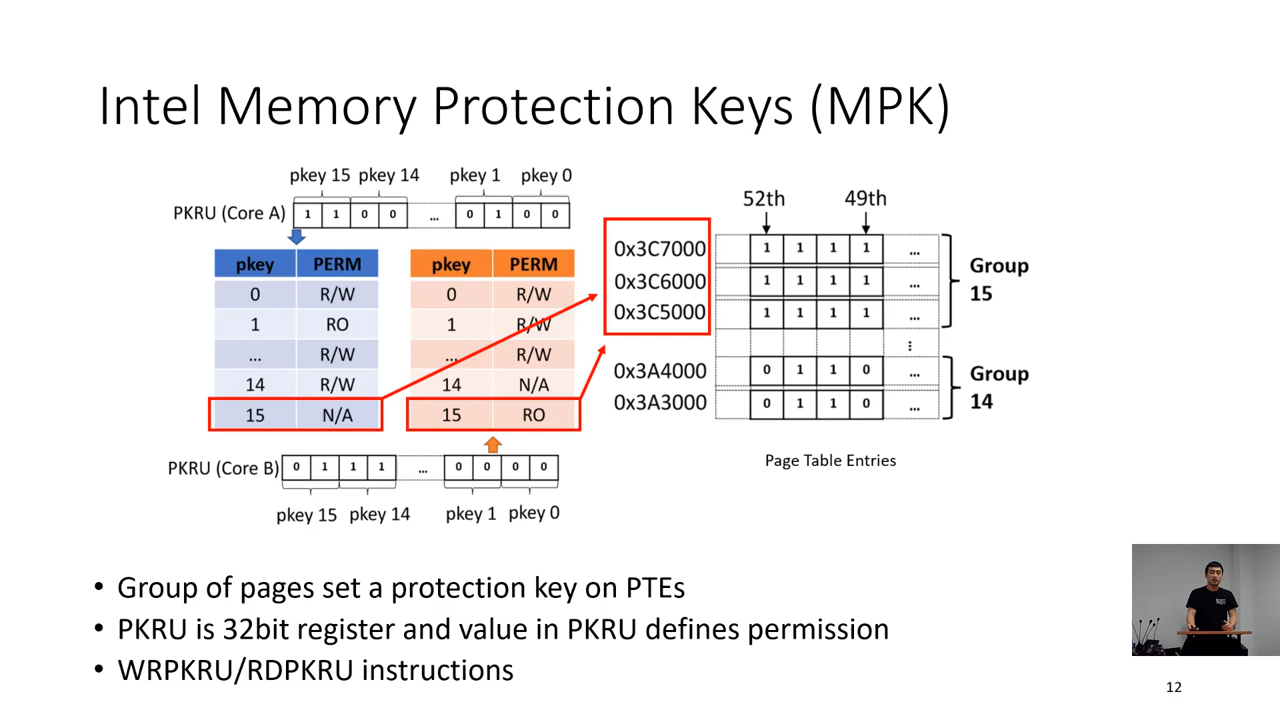 Intel Memory Protection Keys (MPK)
pkey 15 pkey 14 pkey 1 pkey 0
PKRU (Core A) 1 1 0 0 ... 0 1 0 0
pkey PERM
0 R/W
1 RO
... R/W
14 R/W
15 N/A
pkey PERM
0 R/W
1 R/W
... R/W
14 N/A
15 RO
PKRU (Core B) 0 1 1 1 ... 0 0 0 0
pkey 15 pkey 14 pkey 1 pkey 0
52th 49th
0x3C7000 1 1 1 1 ...
0x3C6000 1 1 1 1 ...
0x3C5000 1 1 1 1 ...
Group
15
...
0x3A4000 0 1 1 0 ...
0x3A3000 0 1 1 0 ...
Group
14
Page Table Entries
• Group of pages set a protection key on PTEs
• PKRU is 32bit register and value in PKRU defines permission
• WRPKRU/RDPKRU instructions
12